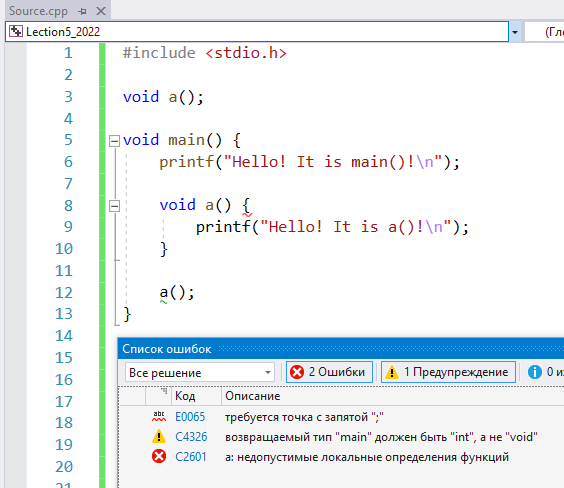 Source.cpp
Lection5_2022 (Гло
1 #include <stdio.h>
2
3 void a();
4
5 void main() {
6 printf("Hello! It is main()!\n");
7
8 void a() {
9 printf("Hello! It is a()!\n");
10 }
11
12 a();
13 }
14
15
16
17
18
19
20
Список ошибок
Все решение 2 Ошибки 1 Предупреждение 0 из
Код Описание
abc E0065 требуется точка с запятой ";"
C4326 возвращаемый тип "main" должен быть "int", а не "void"
C2601 a: недопустимые локальные определения функций